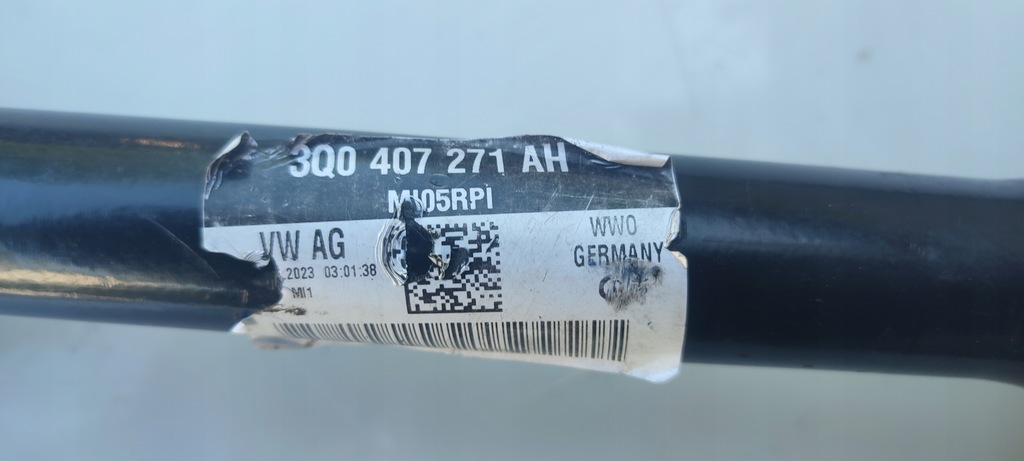 3Q0 407 271 AH
MI05RPI
VW AG
WWO
GERMANY
.2023 03:01:38
MI1